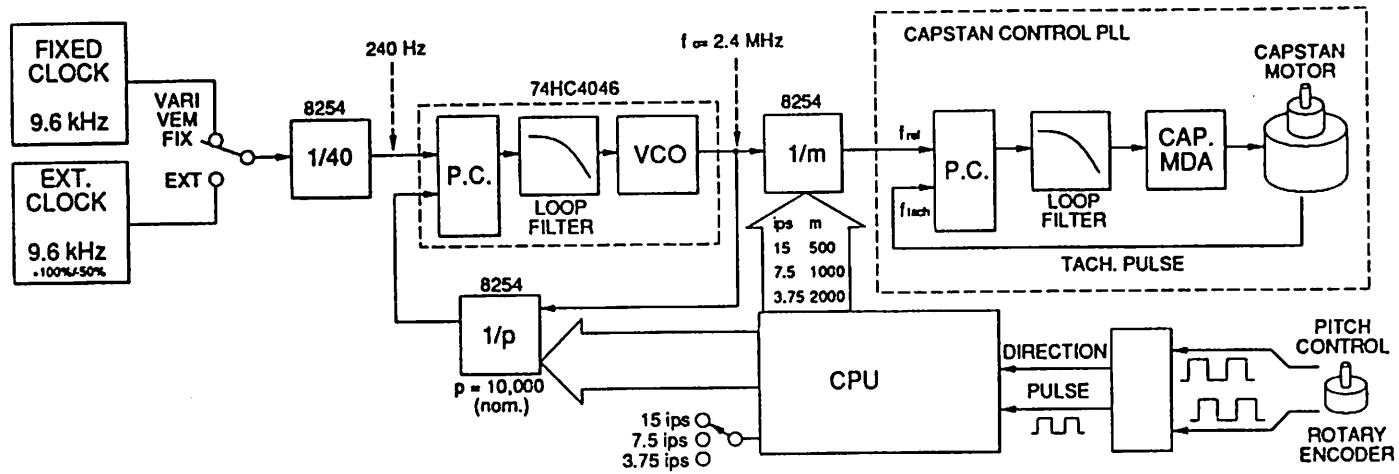 FIXED
CLOCK
9.6 kHz
EXT.
CLOCK
9.6 kHz
+100%/-50%
VARI
VEM
FIX
EXT
8254
1/40
240 Hz
74HC4046
P.C.
LOOP
FILTER
VCO
f o= 2.4 MHz
8254
1/m
ips m
15 500
7.5 1000
3.75 2000
CAPSTAN CONTROL PLL
f ref
f tach
P.C.
LOOP
FILTER
CAP.
MDA
CAPSTAN
MOTOR
TACH. PULSE
8254
1/p
p = 10,000
(nom.)
CPU
15 ips
7.5 ips
3.75 ips
DIRECTION
PULSE
PITCH
CONTROL
ROTARY
ENCODER